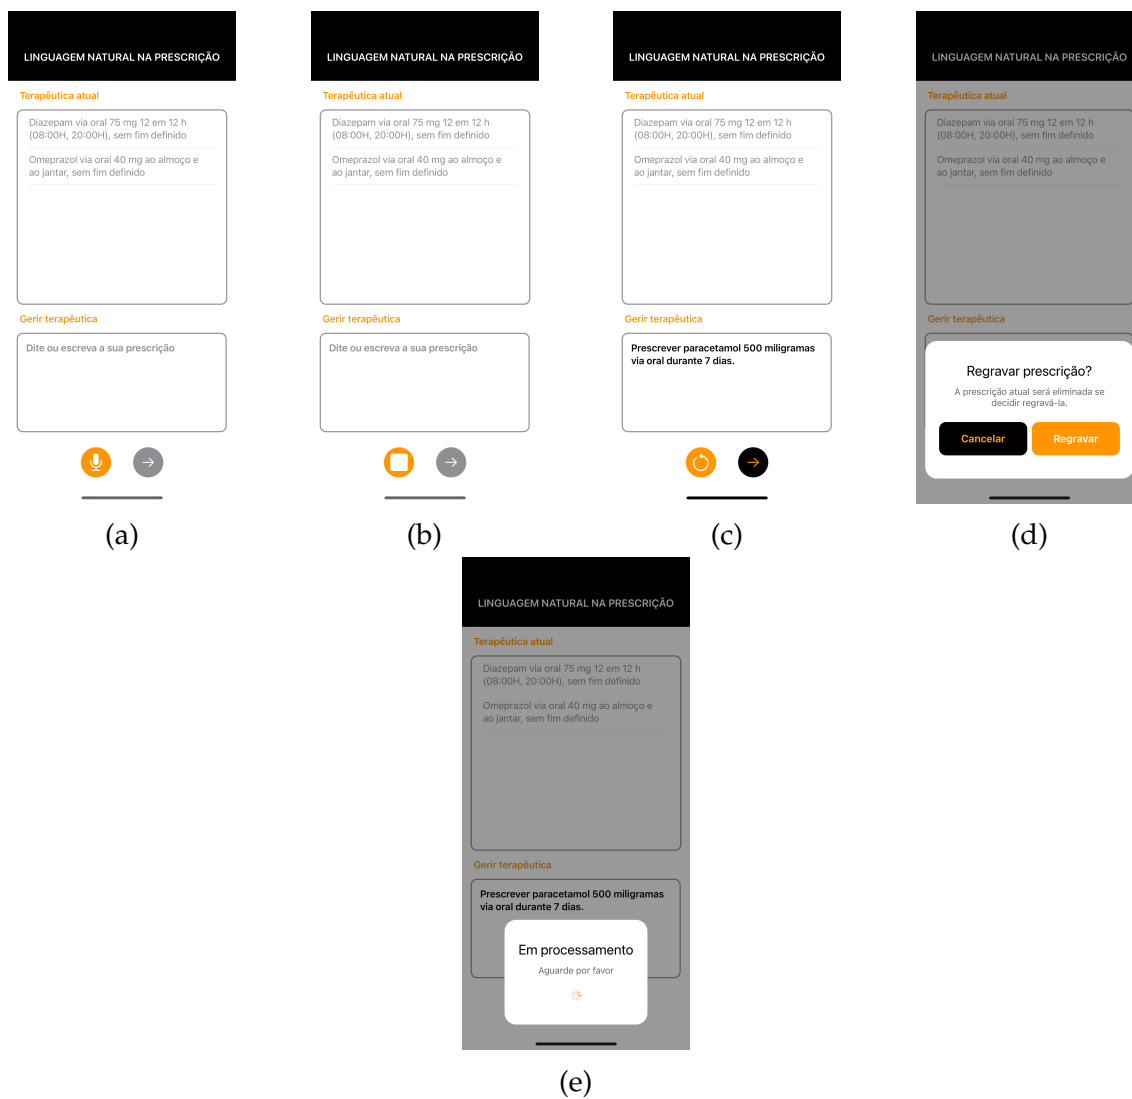 LINGUAGEM NATURAL NA PRESCRIÇÃO
Terapêutica atual
Diazepam via oral 75 mg 12 em 12 h
(08:00H, 20:00H), sem fim definido
Omeprazol via oral 40 mg ao almoço e
ao jantar, sem fim definido
Gerir terapêutica
Dite ou escreva a sua prescrição
(a)
LINGUAGEM NATURAL NA PRESCRIÇÃO
Terapêutica atual
Diazepam via oral 75 mg 12 em 12 h
(08:00H, 20:00H), sem fim definido
Omeprazol via oral 40 mg ao almoço e
ao jantar, sem fim definido
Gerir terapêutica
Dite ou escreva a sua prescrição
(b)
LINGUAGEM NATURAL NA PRESCRIÇÃO
Terapêutica atual
Diazepam via oral 75 mg 12 em 12 h
(08:00H, 20:00H), sem fim definido
Omeprazol via oral 40 mg ao almoço e
ao jantar, sem fim definido
Gerir terapêutica
Prescrever paracetamol 500 miligramas
via oral durante 7 dias.
(c)
LINGUAGEM NATURAL NA PRESCRIÇÃO
Terapêutica atual
Diazepam via oral 75 mg 12 em 12 h
(08:00H, 20:00H), sem fim definido
Omeprazol via oral 40 mg ao almoço e
ao jantar, sem fim definido
Gerir terapêutica
Regravar prescrição?
A prescrição atual será eliminada se
decidir regravá-la.
Cancelar
Regravar
(d)
LINGUAGEM NATURAL NA PRESCRIÇÃO
Terapêutica atual
Diazepam via oral 75 mg 12 em 12 h
(08:00H, 20:00H), sem fim definido
Omeprazol via oral 40 mg ao almoço e
ao jantar, sem fim definido
Gerir terapêutica
Prescrever paracetamol 500 miligramas
via oral durante 7 dias.
Em processamento
Aguarde por favor
(e)